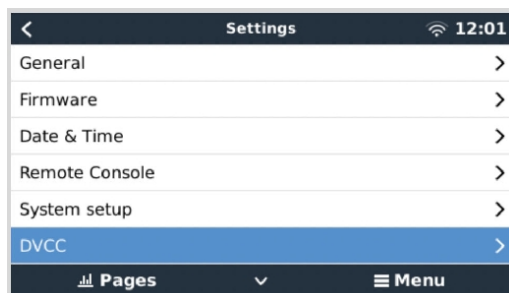 Settings 12:01
General
Firmware
Date & Time
Remote Console
System setup
DVCC
Pages Menu